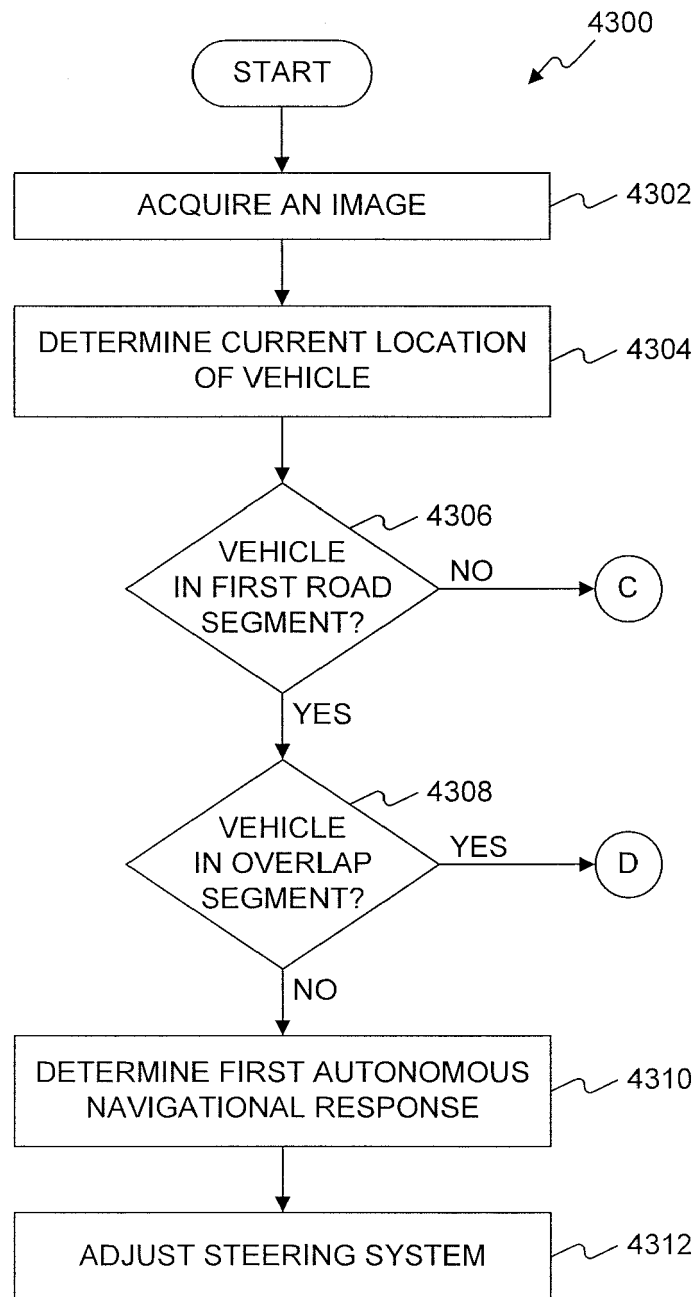 4300
START
ACQUIRE AN IMAGE
4302
DETERMINE CURRENT LOCATION
OF VEHICLE
4304
4306
VEHICLE
IN FIRST ROAD
SEGMENT?
NO
C
YES
4308
VEHICLE
IN OVERLAP
SEGMENT?
YES
D
NO
DETERMINE FIRST AUTONOMOUS
NAVIGATIONAL RESPONSE
4310
ADJUST STEERING SYSTEM
4312